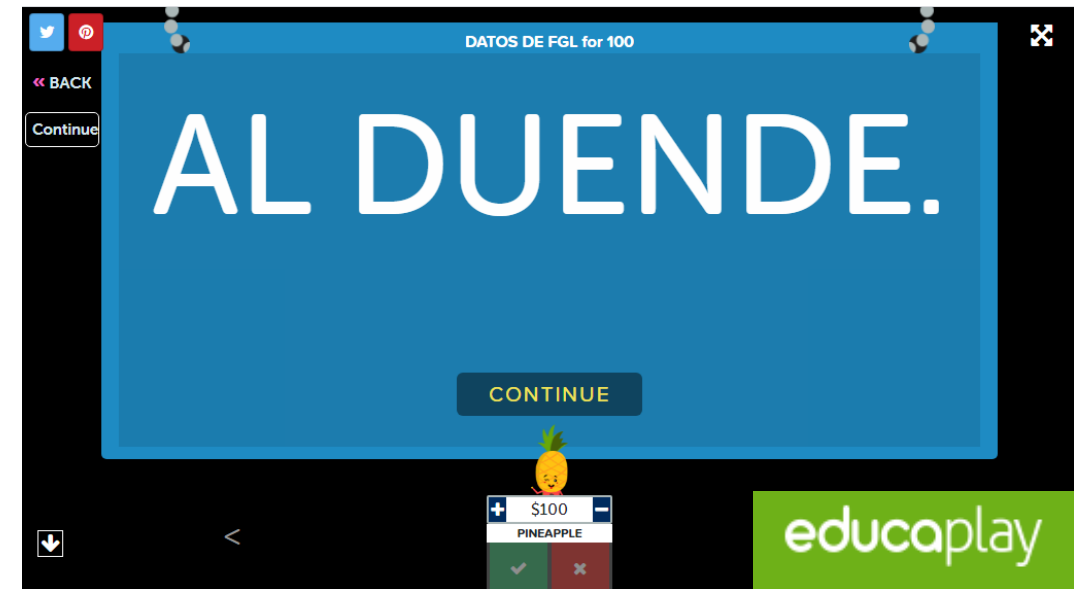 DATOS DE FGL for 100
« BACK
Continue
AL DUENDE.
CONTINUE
+ $100 −
PINEAPPLE
<
educaplay